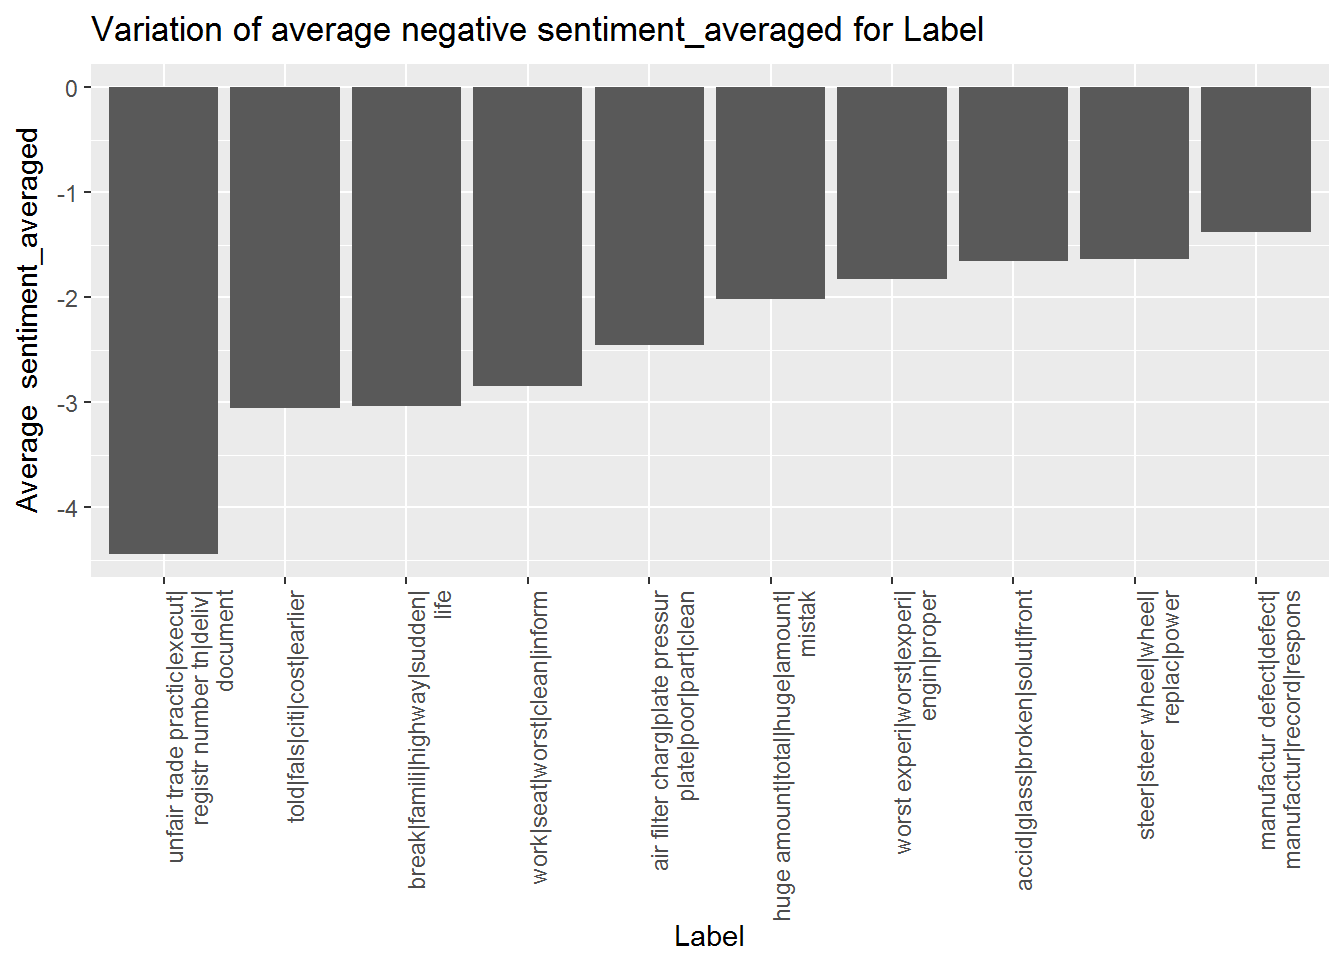 Variation of average negative sentiment_averaged for Label
Average  sentiment_averaged
0
-1
-2
-3
-4
unfair trade practic|execut|
registr number tn|deliv|
document
told|fals|citi|cost|earlier
break|famili|highway|sudden|
life
work|seat|worst|clean|inform
air filter charg|plate pressur
plate|poor|part|clean
huge amount|total|huge|amount|
mistak
worst experi|worst|experi|
engin|proper
accid|glass|broken|solut|front
steer|steer wheel|wheel|
replac|power
manufactur defect|defect|
manufactur|record|respons
Label